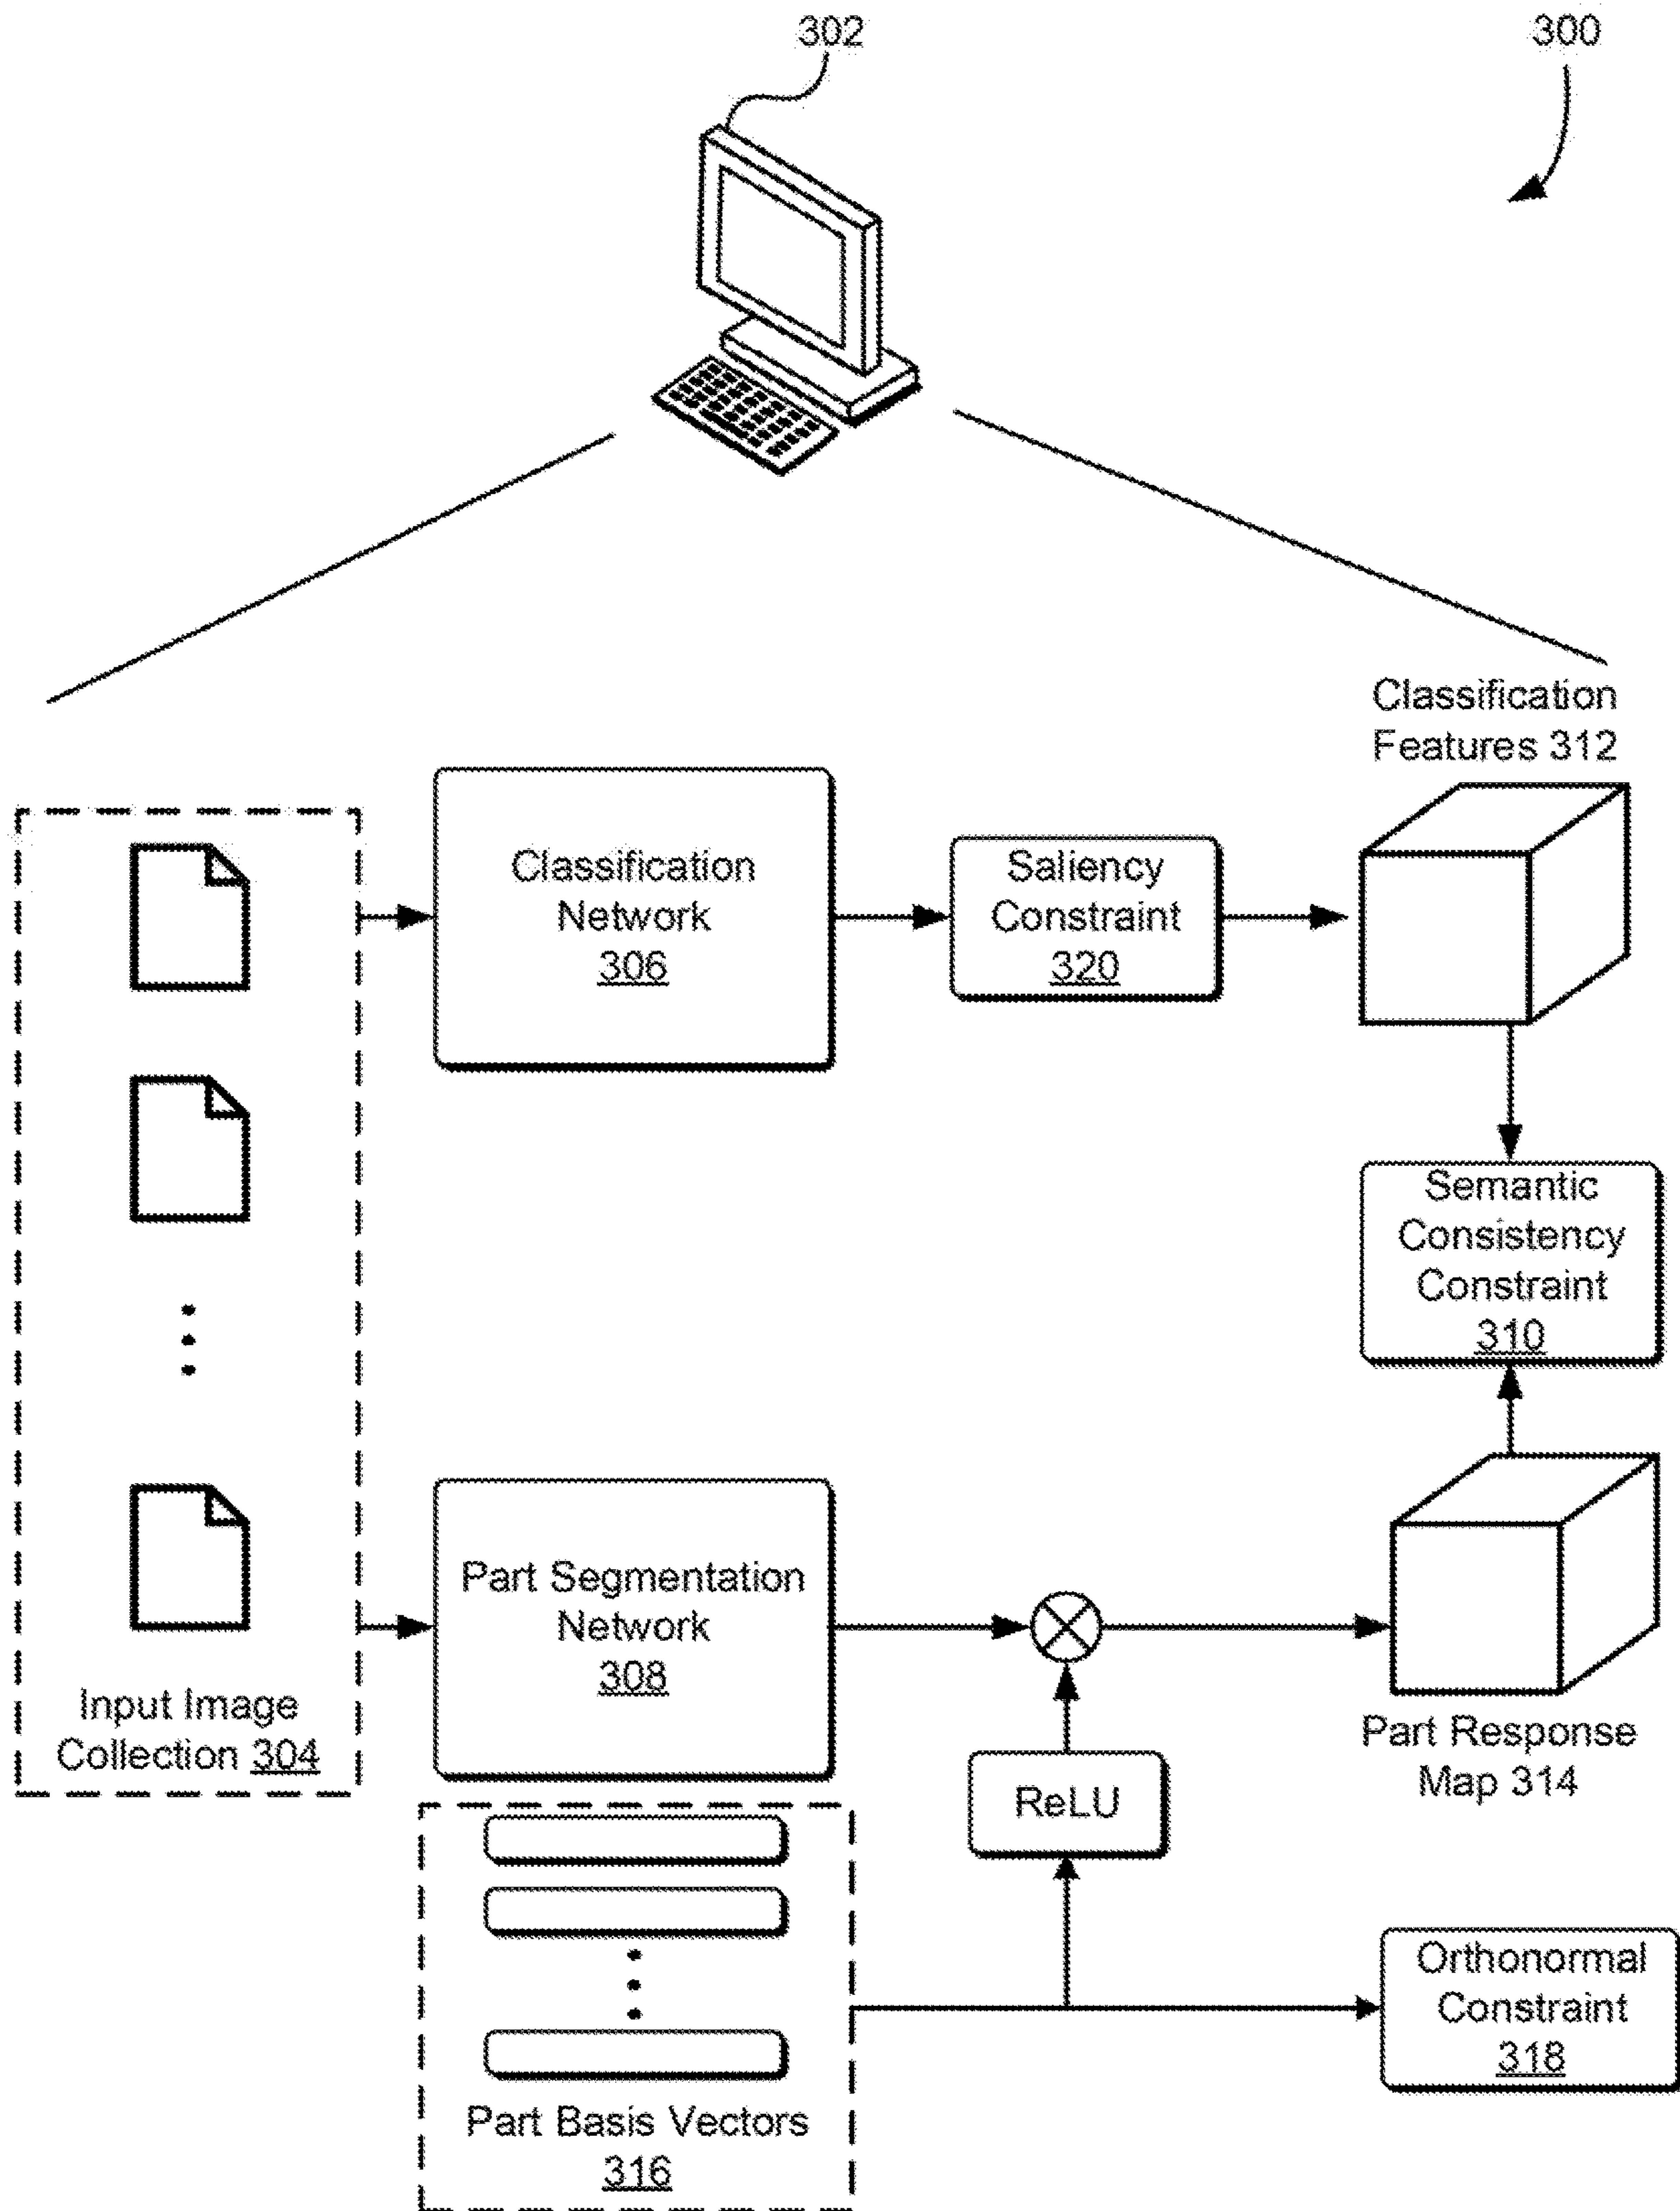 302
300
Classification
Features 312
Classification
Network
306
Saliency
Constraint
320
Semantic
Consistency
Constraint
310
Part Segmentation
Network
308
Input Image
Collection 304
Part Response
Map 314
ReLU
Orthonormal
Constraint
318
Part Basis Vectors
316